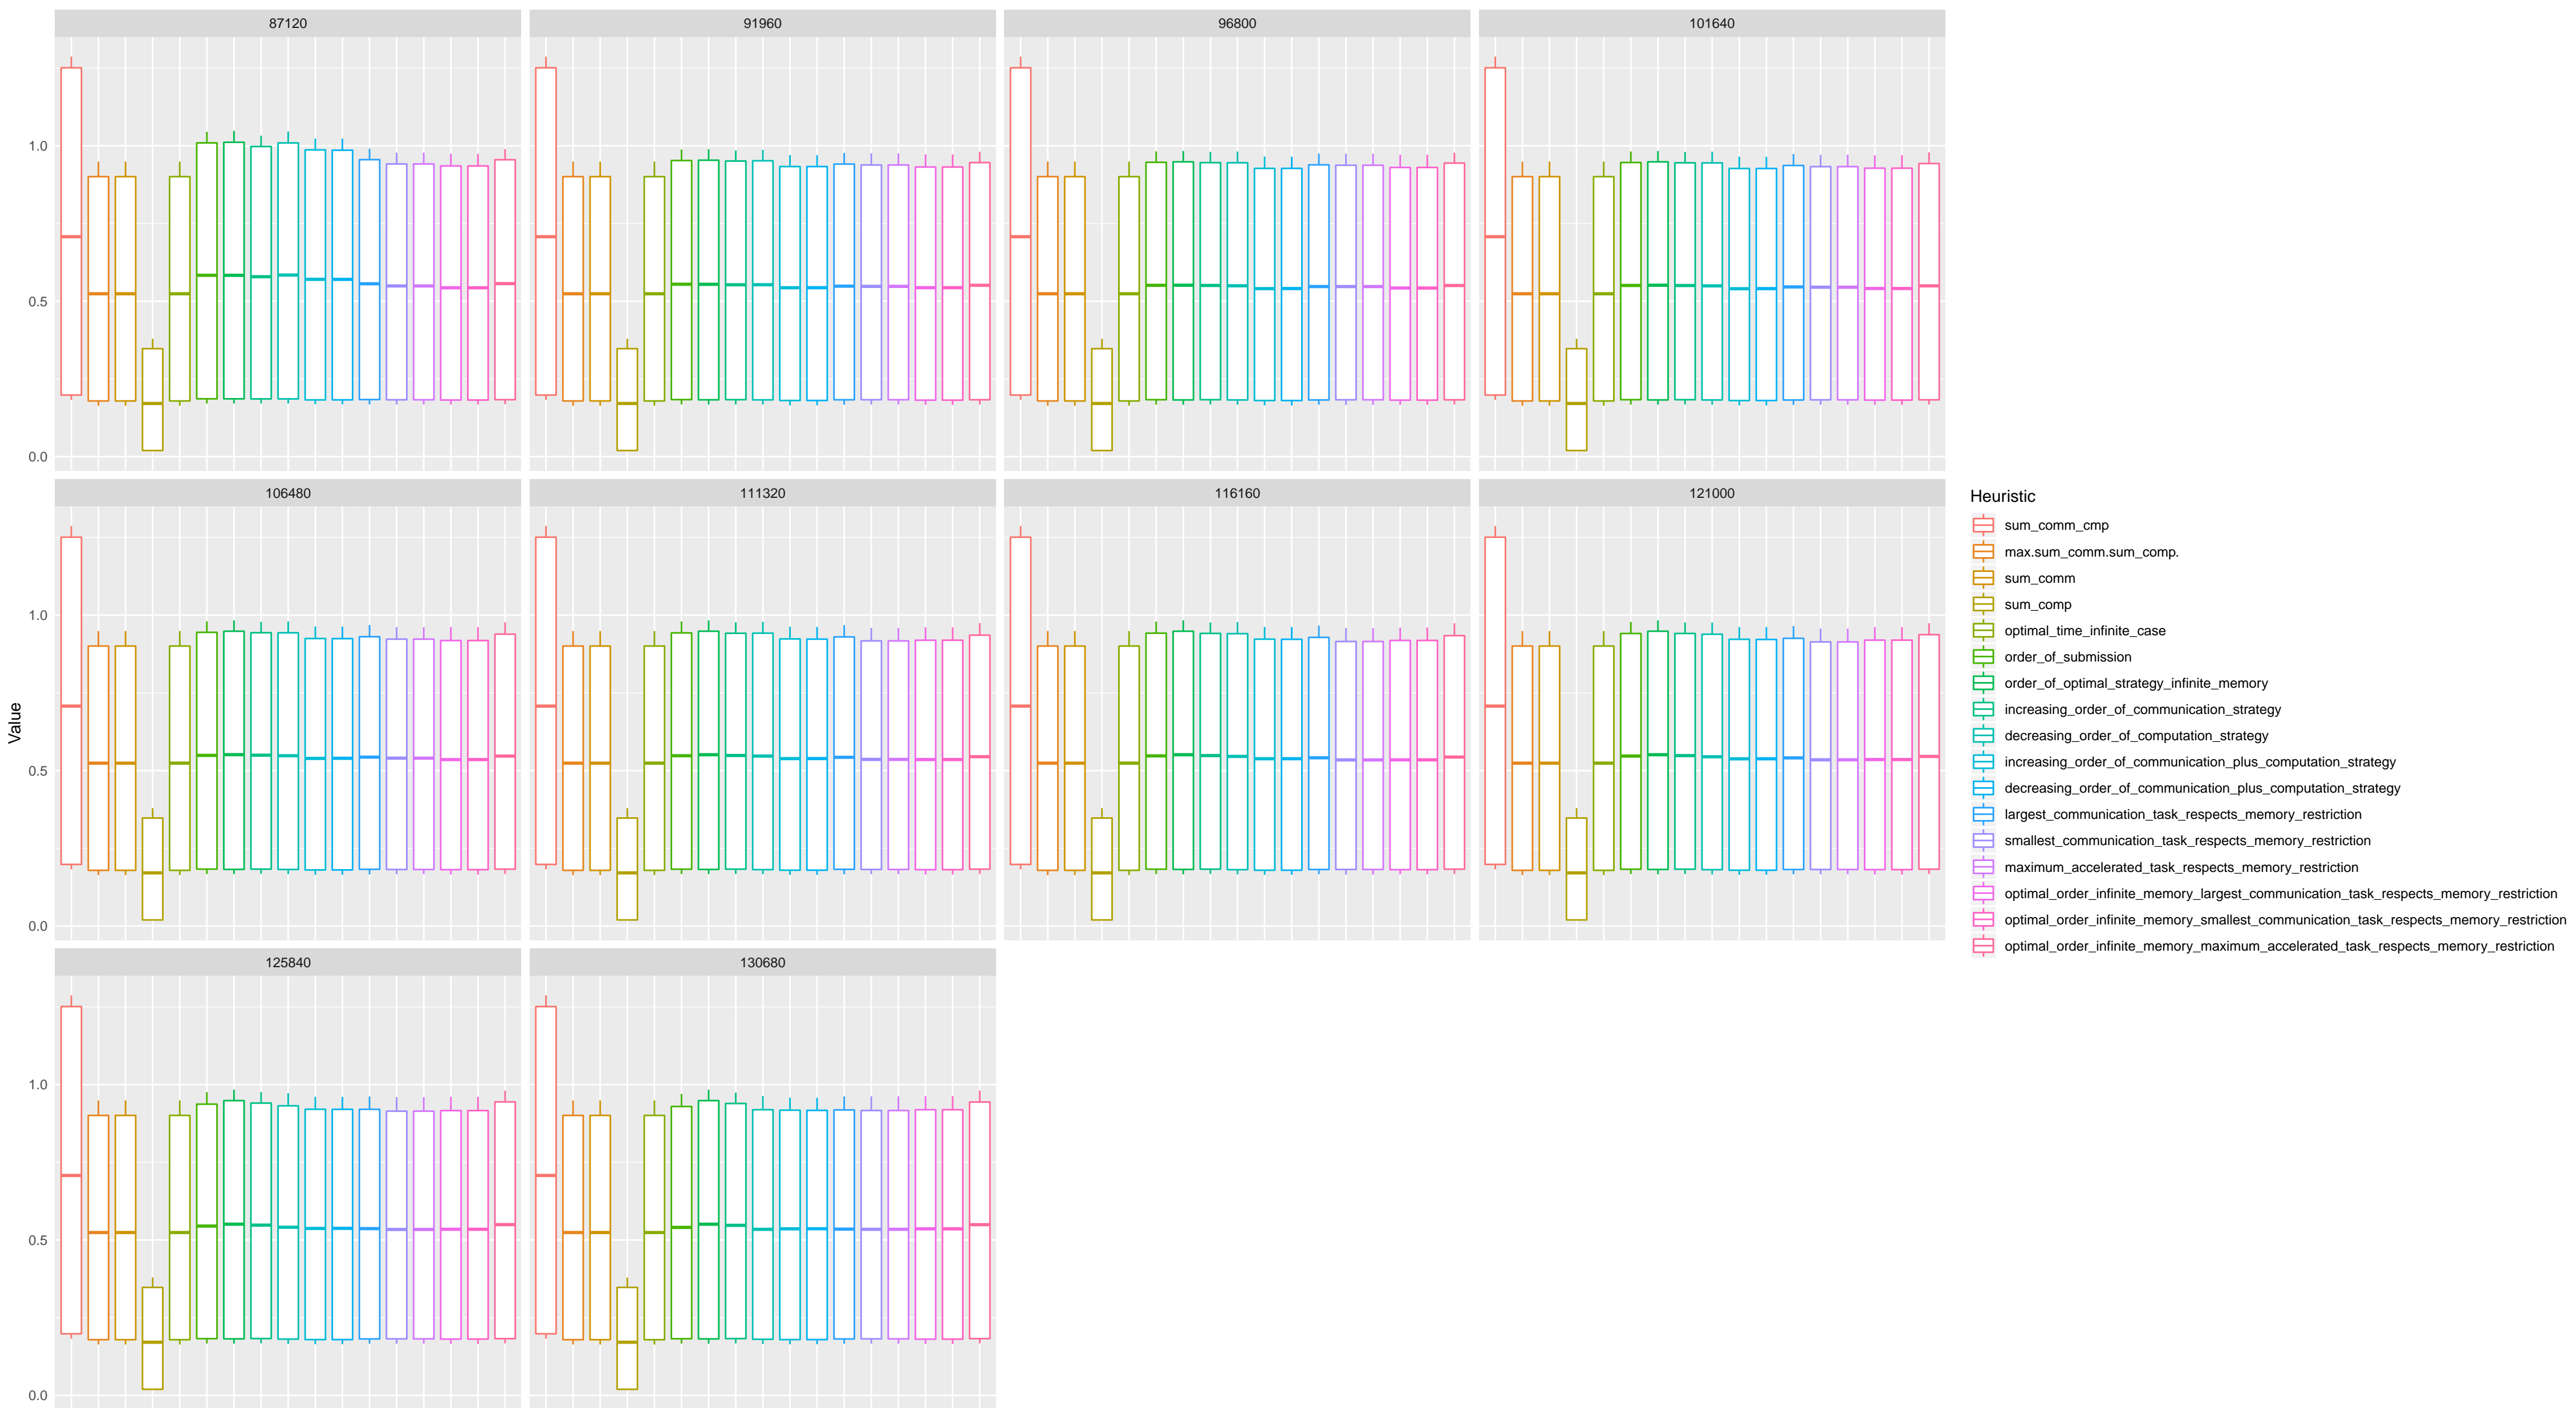 87120
91960
96800
101640
1.0
0.5
0.0
106480
111320
116160
121000
1.0
0.5
0.0
Value
125840
130680
1.0
0.5
0.0
Heuristic
sum_comm_cmp
max.sum_comm.sum_comp.
sum_comm
sum_comp
optimal_time_infinite_case
order_of_submission
order_of_optimal_strategy_infinite_memory
increasing_order_of_communication_strategy
decreasing_order_of_computation_strategy
increasing_order_of_communication_plus_computation_strategy
decreasing_order_of_communication_plus_computation_strategy
largest_communication_task_respects_memory_restriction
smallest_communication_task_respects_memory_restriction
maximum_accelerated_task_respects_memory_restriction
optimal_order_infinite_memory_largest_communication_task_respects_memory_restriction
optimal_order_infinite_memory_smallest_communication_task_respects_memory_restriction
optimal_order_infinite_memory_maximum_accelerated_task_respects_memory_restriction